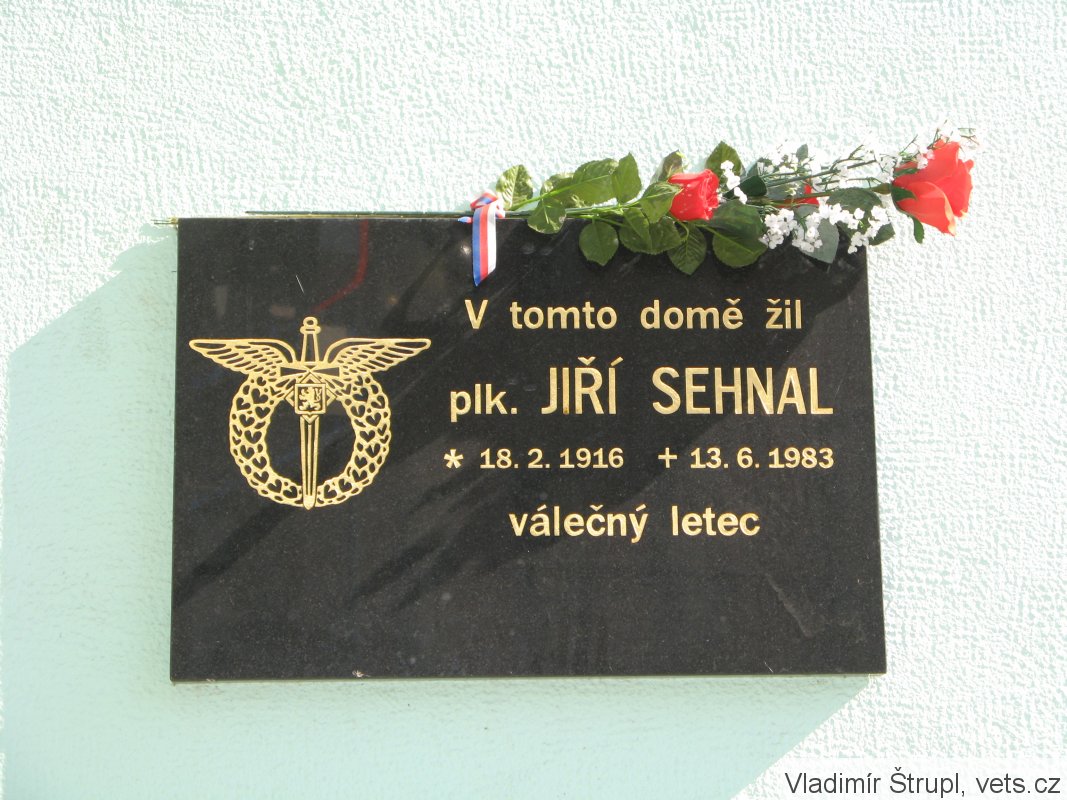 V tomto domě žil
plk. JIŘÍ SEHNAL
* 18. 2. 1916 + 13. 6. 1983
válečný letec
Vladimír Štrupl, vets.cz